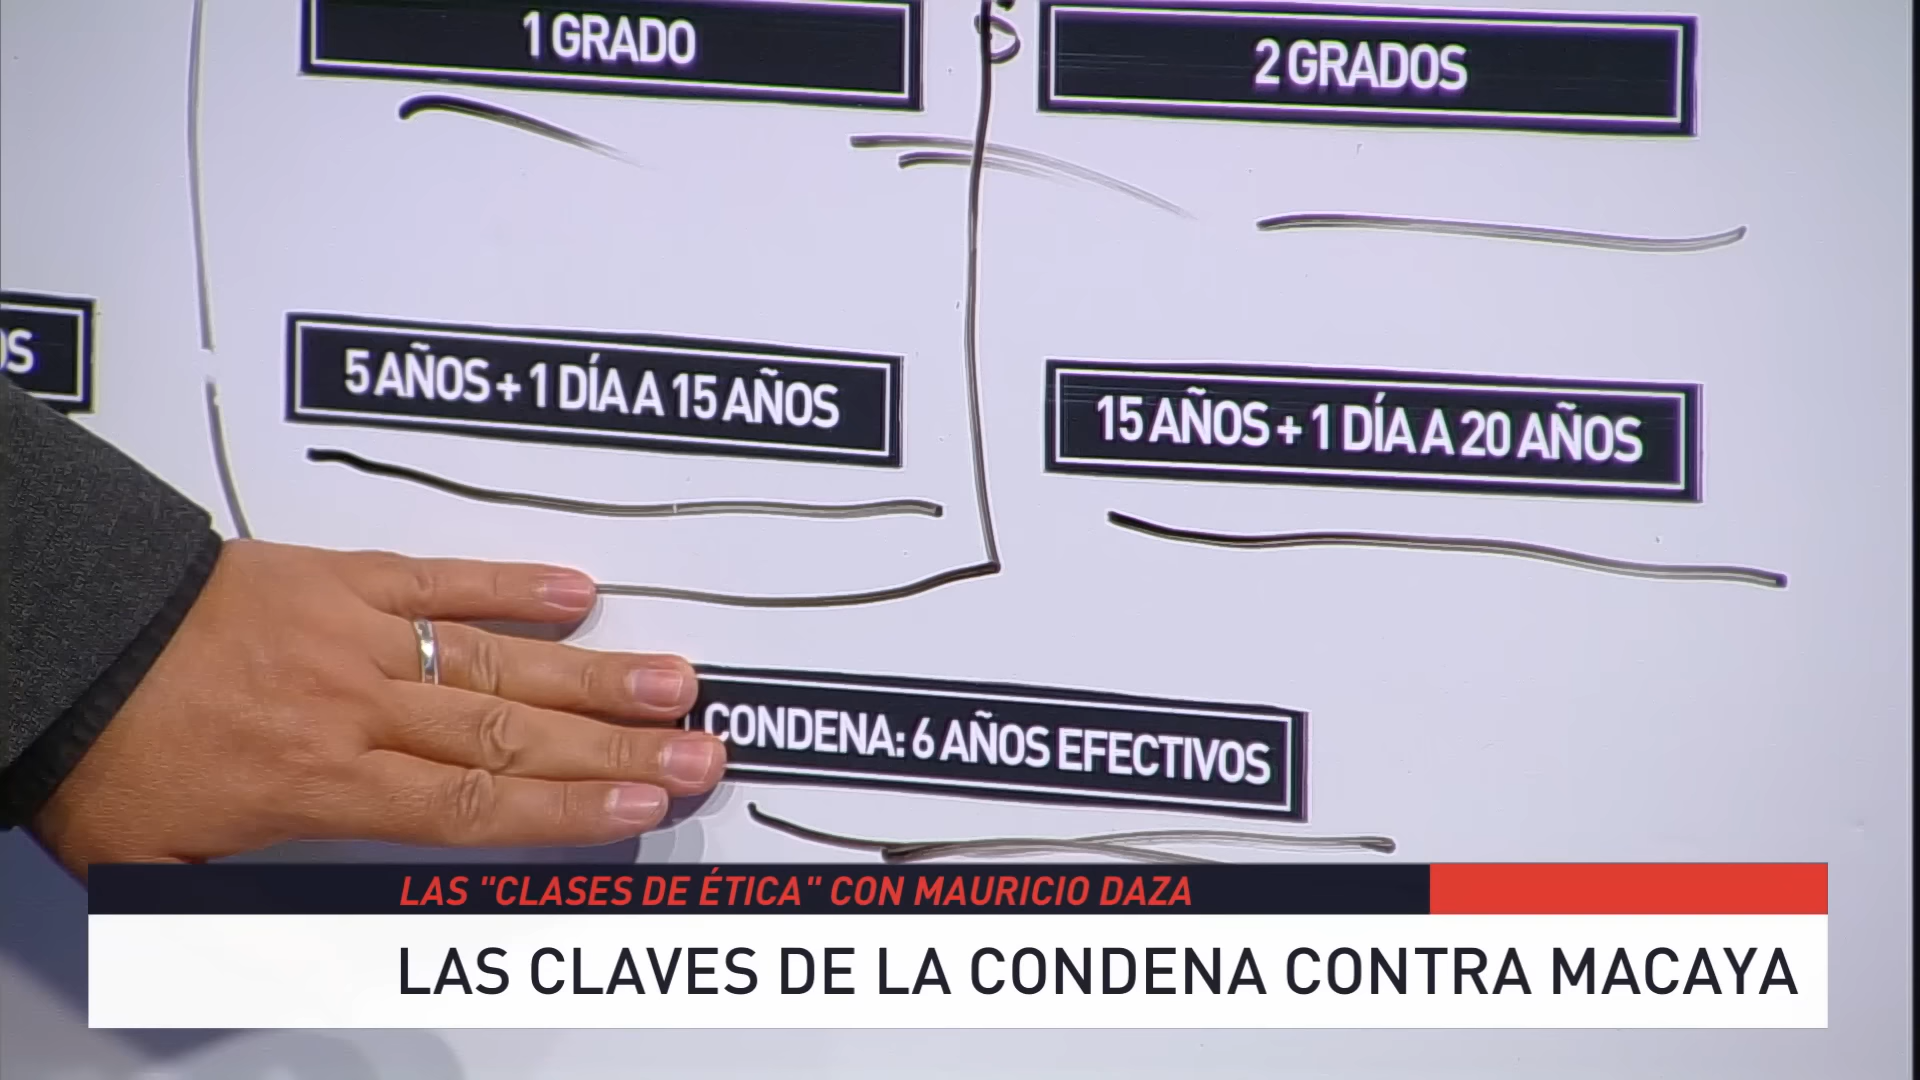 1 GRADO
2 GRADOS
OS
5 AÑOS + 1 DÍA A 15 AÑOS
15 AÑOS + 1 DÍA A 20 AÑOS
CONDENA: 6 AÑOS EFECTIVOS
LAS "CLASES DE ÉTICA" CON MAURICIO DAZA
LAS CLAVES DE LA CONDENA CONTRA MACAYA